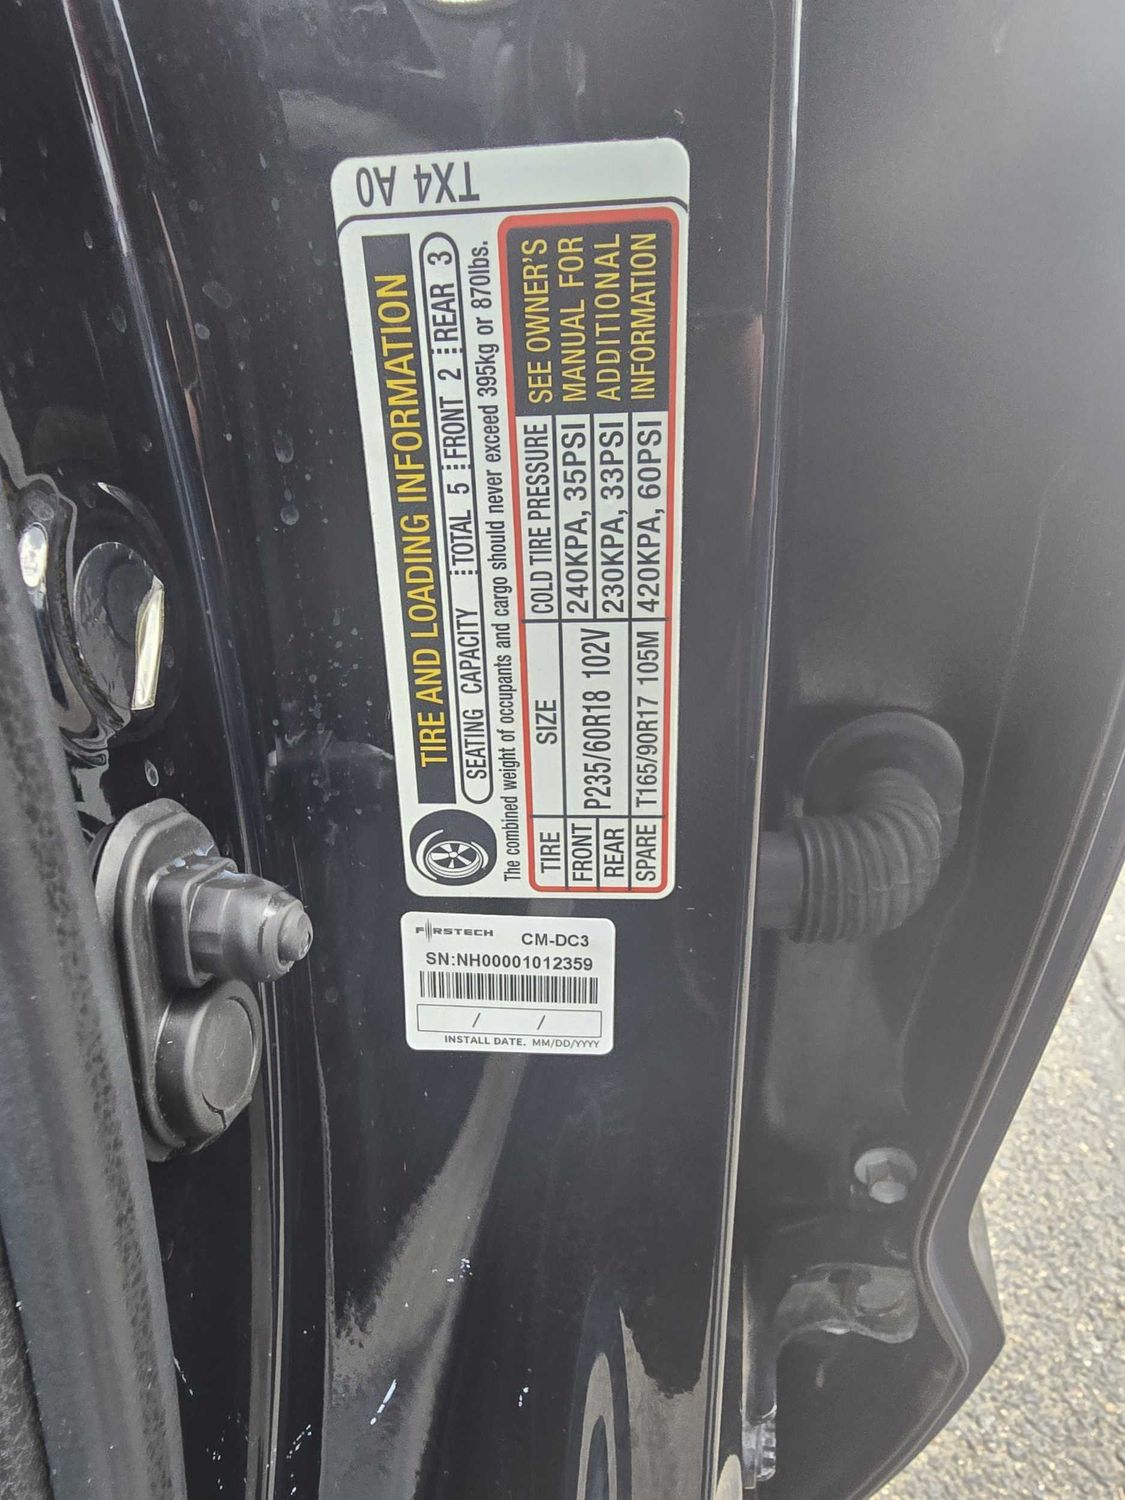 TX4 A0
TIRE AND LOADING INFORMATION
SEATING CAPACITY TOTAL 5 FRONT 2 REAR 3
The combined weight of occupants and cargo should never exceed 395kg or 870lbs.
TIRE SIZE COLD TIRE PRESSURE
FRONT P235/60R18 102V 240KPA, 35PSI
REAR 230KPA, 33PSI
SPARE T165/90R17 105M 420KPA, 60PSI
SEE OWNER'S
MANUAL FOR
ADDITIONAL
INFORMATION
FIRSTECH CM-DC3
SN:NH00001012359
/ /
INSTALL DATE. MM/DD/YYYY